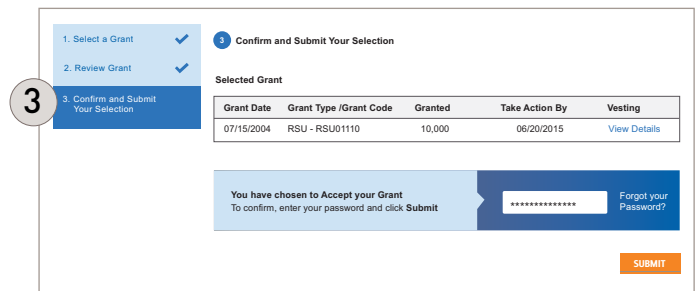 3
1. Select a Grant
2. Review Grant
3. Confirm and Submit
Your Selection
3 Confirm and Submit Your Selection
Selected Grant
Grant Date Grant Type /Grant Code Granted Take Action By Vesting
07/15/2004 RSU - RSU01110 10,000 06/20/2015 View Details
You have chosen to Accept your Grant
To confirm, enter your password and click Submit
**************
Forgot your
Password?
SUBMIT